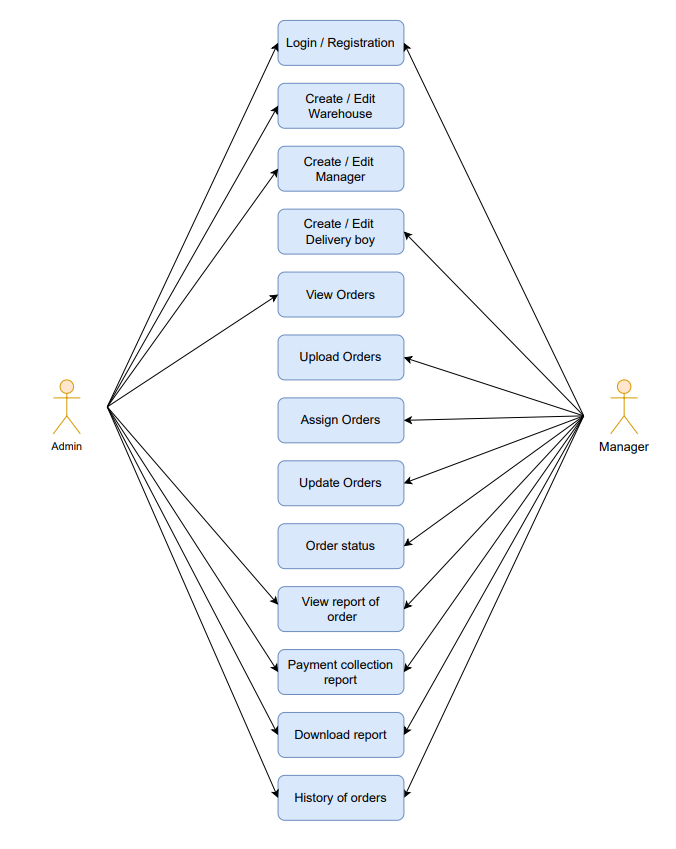 Login / Registration
Create / Edit
Warehouse
Create / Edit
Manager
Create / Edit
Delivery boy
View Orders
Upload Orders
Assign Orders
Update Orders
Order status
View report of
order
Payment collection
report
Download report
History of orders
Admin
Manager